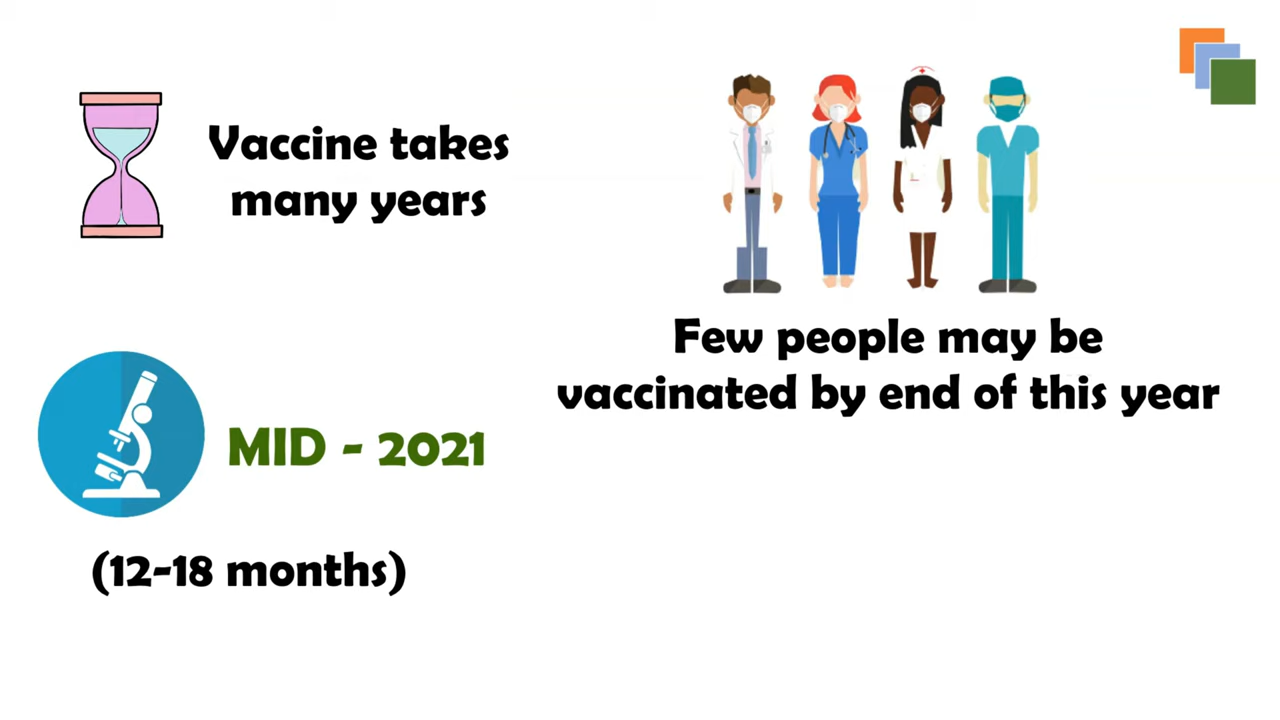 Vaccine takes
many years
MID - 2021
(12-18 months)
Few people may be
vaccinated by end of this year